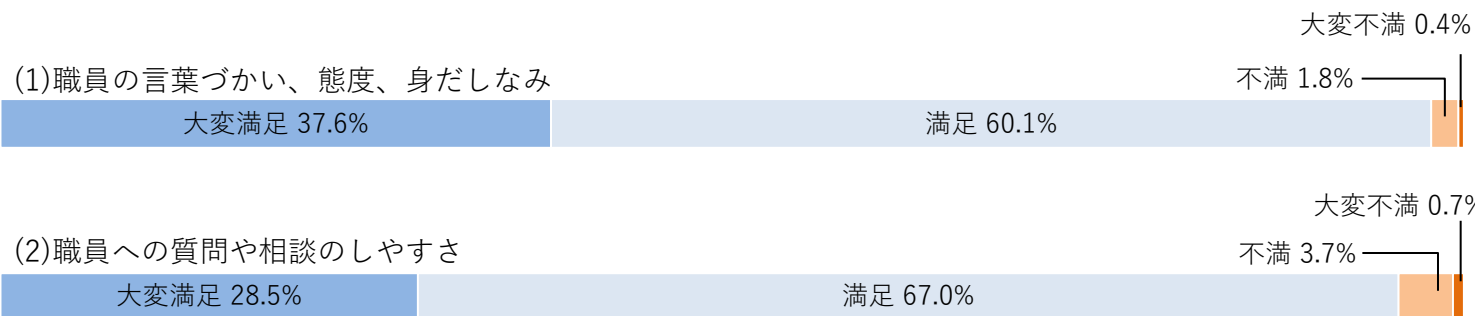 大変不満 0.4%
(1)職員の言葉づかい、態度、身だしなみ
不満 1.8%
大変満足 37.6%
満足 60.1%
大変不満 0.7%
(2)職員への質問や相談のしやすさ
不満 3.7%
大変満足 28.5%
満足 67.0%